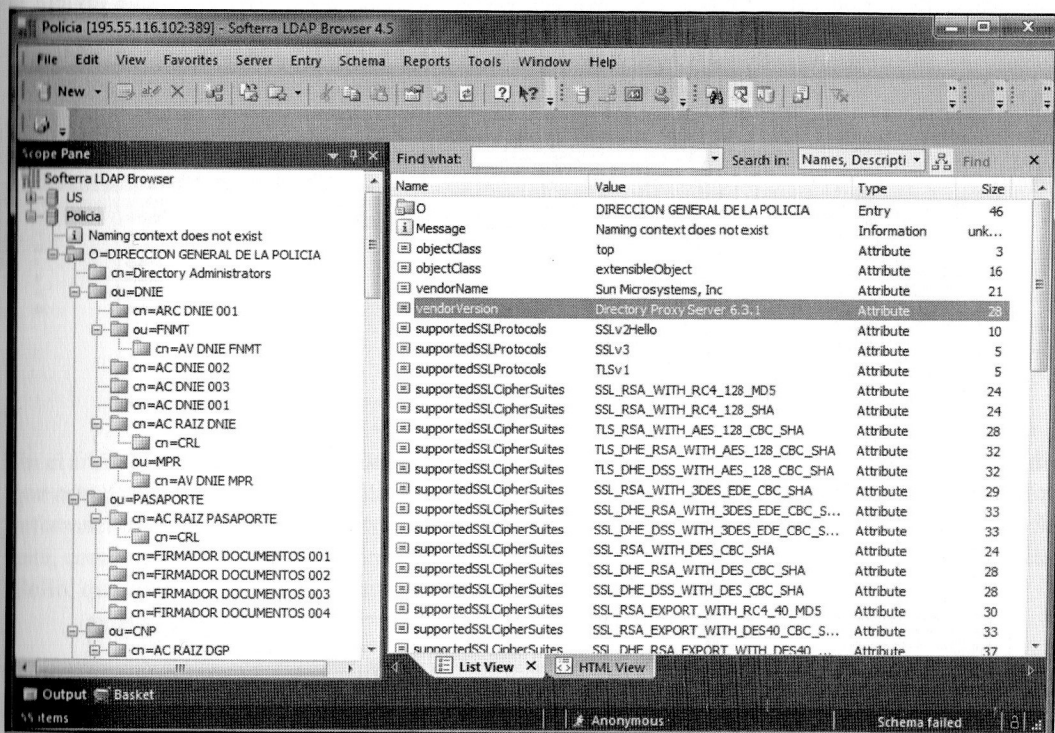 Policia [195.55.116.102:389] - Softerra LDAP Browser 4.5
File Edit View Favorites Server Entry Schema Reports Tools Window Help
New
Scope Pane
Softerra LDAP Browser
US
Policia
Naming context does not exist
O=DIRECCION GENERAL DE LA POLICIA
cn=Directory Administrators
ou=DNIE
cn=ARC DNIE 001
ou=FNMT
cn=AV DNIE FNMT
cn=AC DNIE 002
cn=AC DNIE 003
cn=AC DNIE 001
cn=AC RAIZ DNIE
cn=CRL
ou=MPR
cn=AV DNIE MPR
ou=PASAPORTE
cn=AC RAIZ PASAPORTE
cn=CRL
cn=FIRMADOR DOCUMENTOS 001
cn=FIRMADOR DOCUMENTOS 002
cn=FIRMADOR DOCUMENTOS 003
cn=FIRMADOR DOCUMENTOS 004
ou=CNP
cn=AC RAIZ DGP
Find what: Search in: Names, Descripti Find
Name Value Type Size
O DIRECCION GENERAL DE LA POLICIA Entry 46
Message Naming context does not exist Information unk...
objectClass top Attribute 3
objectClass extensibleObject Attribute 16
vendorName Sun Microsystems, Inc Attribute 21
vendorVersion Directory Proxy Server 6.3.1 Attribute 28
supportedSSLProtocols SSLv2Hello Attribute 10
supportedSSLProtocols SSLv3 Attribute 5
supportedSSLProtocols TLSv1 Attribute 5
supportedSSLCipherSuites SSL_RSA_WITH_RC4_128_MD5 Attribute 24
supportedSSLCipherSuites SSL_RSA_WITH_RC4_128_SHA Attribute 24
supportedSSLCipherSuites TLS_RSA_WITH_AES_128_CBC_SHA Attribute 28
supportedSSLCipherSuites TLS_DHE_RSA_WITH_AES_128_CBC_SHA Attribute 32
supportedSSLCipherSuites TLS_DHE_DSS_WITH_AES_128_CBC_SHA Attribute 32
supportedSSLCipherSuites SSL_RSA_WITH_3DES_EDE_CBC_SHA Attribute 29
supportedSSLCipherSuites SSL_DHE_RSA_WITH_3DES_EDE_CBC_S... Attribute 33
supportedSSLCipherSuites SSL_DHE_DSS_WITH_3DES_EDE_CBC_S... Attribute 33
supportedSSLCipherSuites SSL_RSA_WITH_DES_CBC_SHA Attribute 24
supportedSSLCipherSuites SSL_DHE_RSA_WITH_DES_CBC_SHA Attribute 28
supportedSSLCipherSuites SSL_DHE_DSS_WITH_DES_CBC_SHA Attribute 28
supportedSSLCipherSuites SSL_RSA_EXPORT_WITH_RC4_40_MD5 Attribute 30
supportedSSLCipherSuites SSL_RSA_EXPORT_WITH_DES40_CBC_S... Attribute 33
supportedSSLCipherSuites SSL_DHE_RSA_EXPORT_WITH_DES40_... Attribute 37
List View HTML View
Output Basket
55 items Anonymous Schema failed